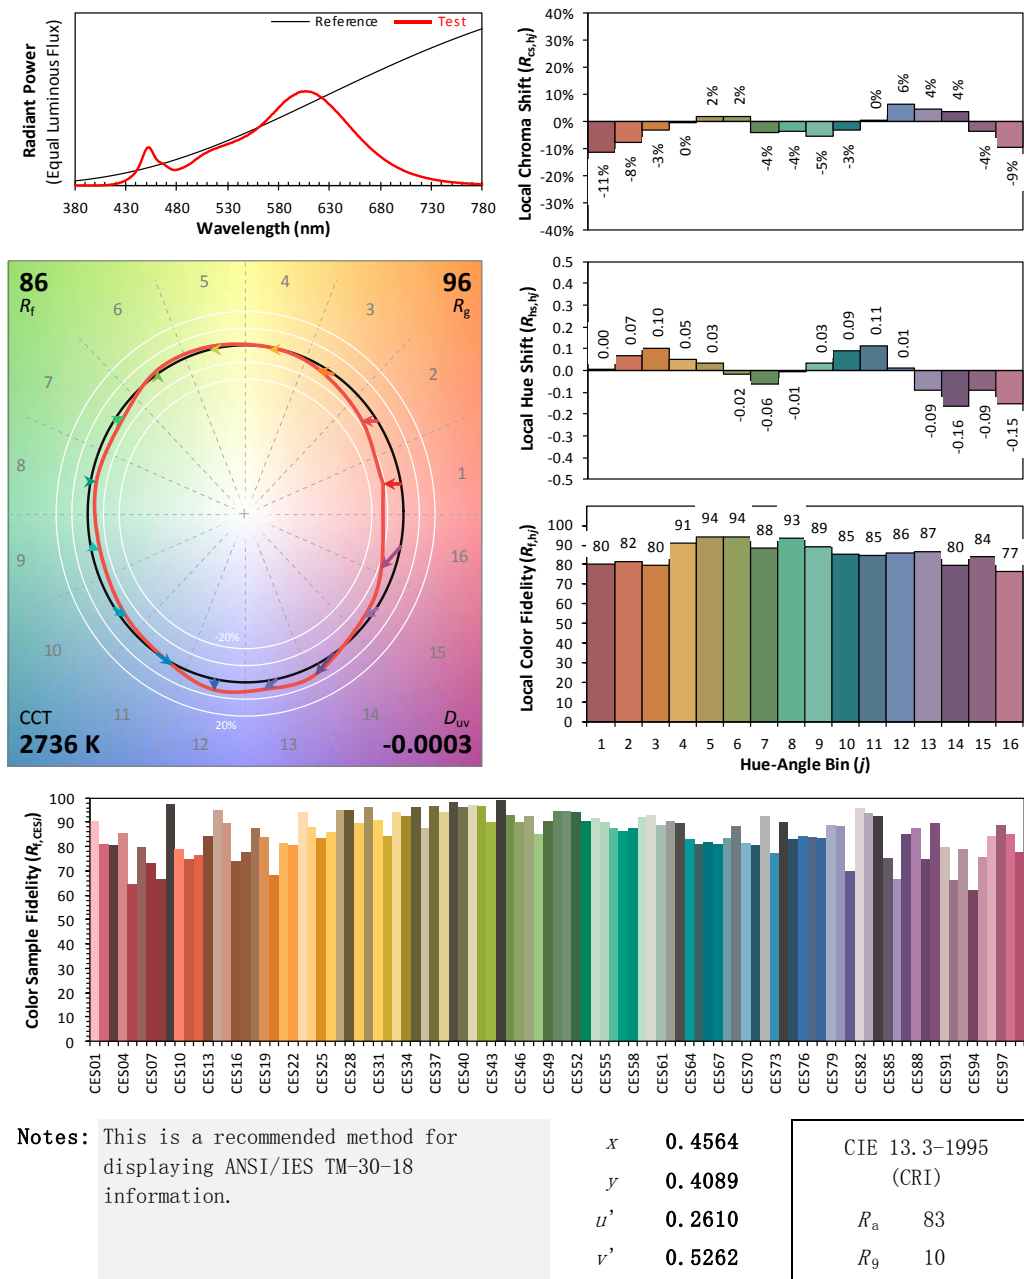 Radiant Power
(Equal Luminous Flux)
Reference Test
380 430 480 530 580 630 680 730 780
Wavelength (nm)
Local Chroma Shift (Rcs,hj)
40%
30%
20%
10%
0%
-10%
-20%
-30%
-40%
-11% -8% -3% 0% 2% 2% -4% -4% -5% -3% 0% 6% 4% 4% -4% -9%
86
Rf
96
Rg
1 2 3 4 5 6 7 8 9 10 11 12 13 14 15 16
-20%
20%
CCT
2736 K
Duv
-0.0003
Local Hue Shift (Rhs,hj)
0.5
0.4
0.3
0.2
0.1
0.0
-0.1
-0.2
-0.3
-0.4
-0.5
0.00 0.07 0.10 0.05 0.03 -0.02 -0.06 -0.01 0.03 0.09 0.11 0.01 -0.09 -0.16 -0.09 -0.15
Local Color Fidelity (Rf,hj)
100
90
80
70
60
50
40
30
20
10
0
80 82 80 91 94 94 88 93 89 85 85 86 87 80 84 77
1 2 3 4 5 6 7 8 9 10 11 12 13 14 15 16
Hue-Angle Bin (j)
Color Sample Fidelity (Rf,CESi)
100
90
80
70
60
50
40
30
20
10
0
CES01 CES04 CES07 CES10 CES13 CES16 CES19 CES22 CES25 CES28 CES31 CES34 CES37 CES40 CES43 CES46 CES49 CES52 CES55 CES58 CES61 CES64 CES67 CES70 CES73 CES76 CES79 CES82 CES85 CES88 CES91 CES94 CES97
Notes: This is a recommended method for
displaying ANSI/IES TM-30-18
information.
x 0.4564
y 0.4089
u' 0.2610
v' 0.5262
CIE 13.3-1995
(CRI)
Ra 83
R9 10